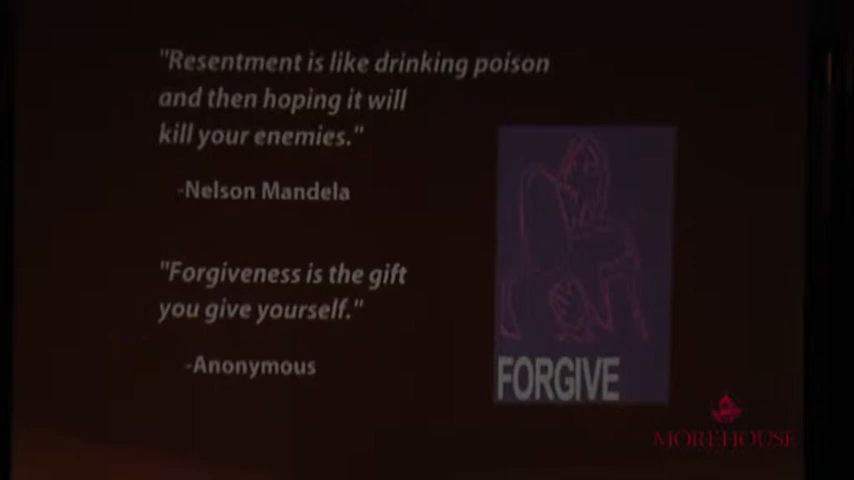 "Resentment is like drinking poison
and then hoping it will
kill your enemies."
-Nelson Mandela
"Forgiveness is the gift
you give yourself."
-Anonymous
FORGIVE
MOREHOUSE